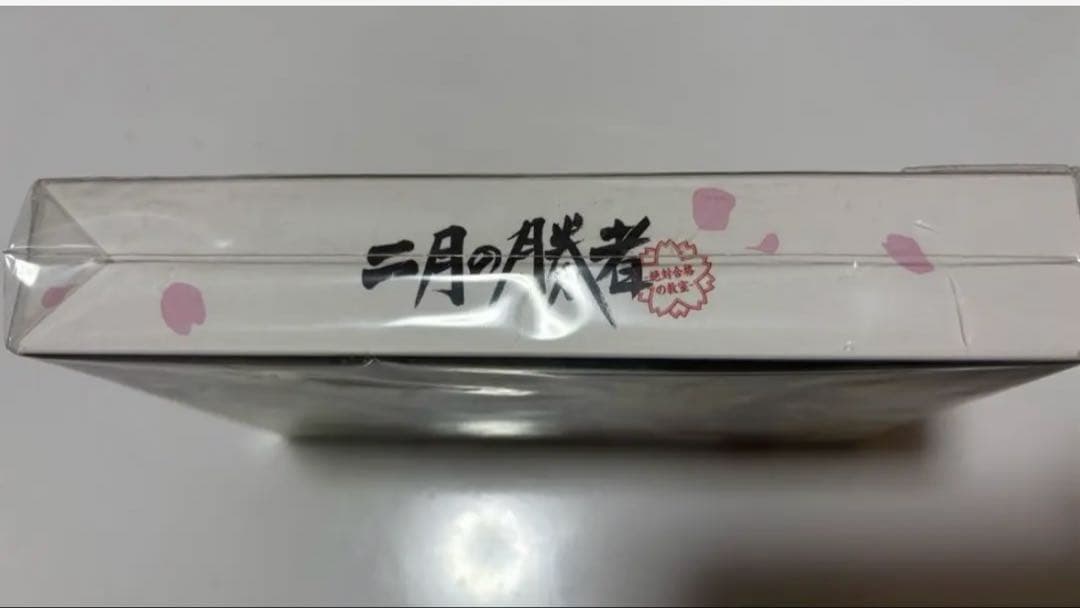 二月の勝者
-絶対合格
の教室-